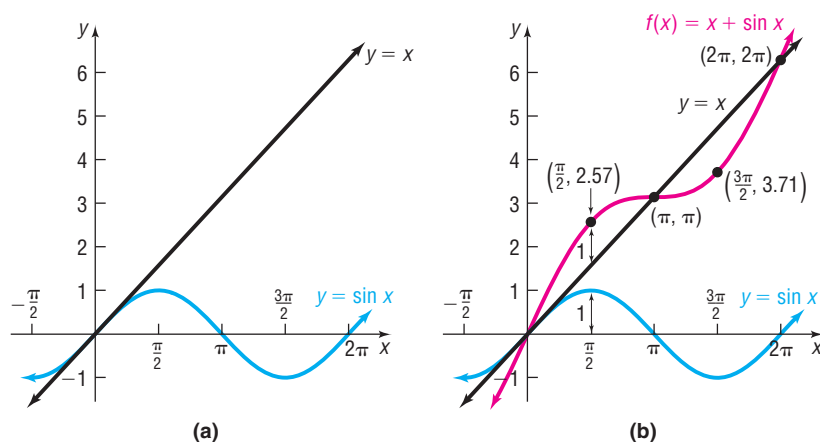 y
6
5
4
3
2
1
−1
y = x
y = sin x
−π/2
π/2
π
3π/2
2π
x
(a)
f(x) = x + sin x
y
6
5
4
3
2
1
−1
(2π, 2π)
y = x
(π/2, 2.57)
(3π/2, 3.71)
(π, π)
1
1
y = sin x
−π/2
π/2
π
3π/2
2π
x
(b)